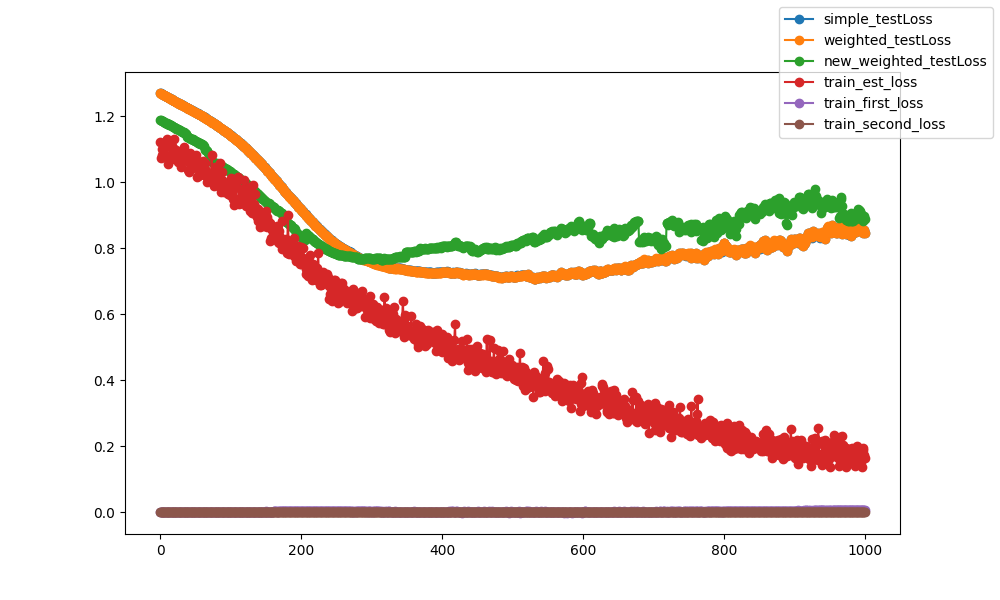 simple_testLoss
weighted_testLoss
new_weighted_testLoss
train_est_loss
train_first_loss
train_second_loss
1.2
1.0
0.8
0.6
0.4
0.2
0.0
0 200 400 600 800 1000